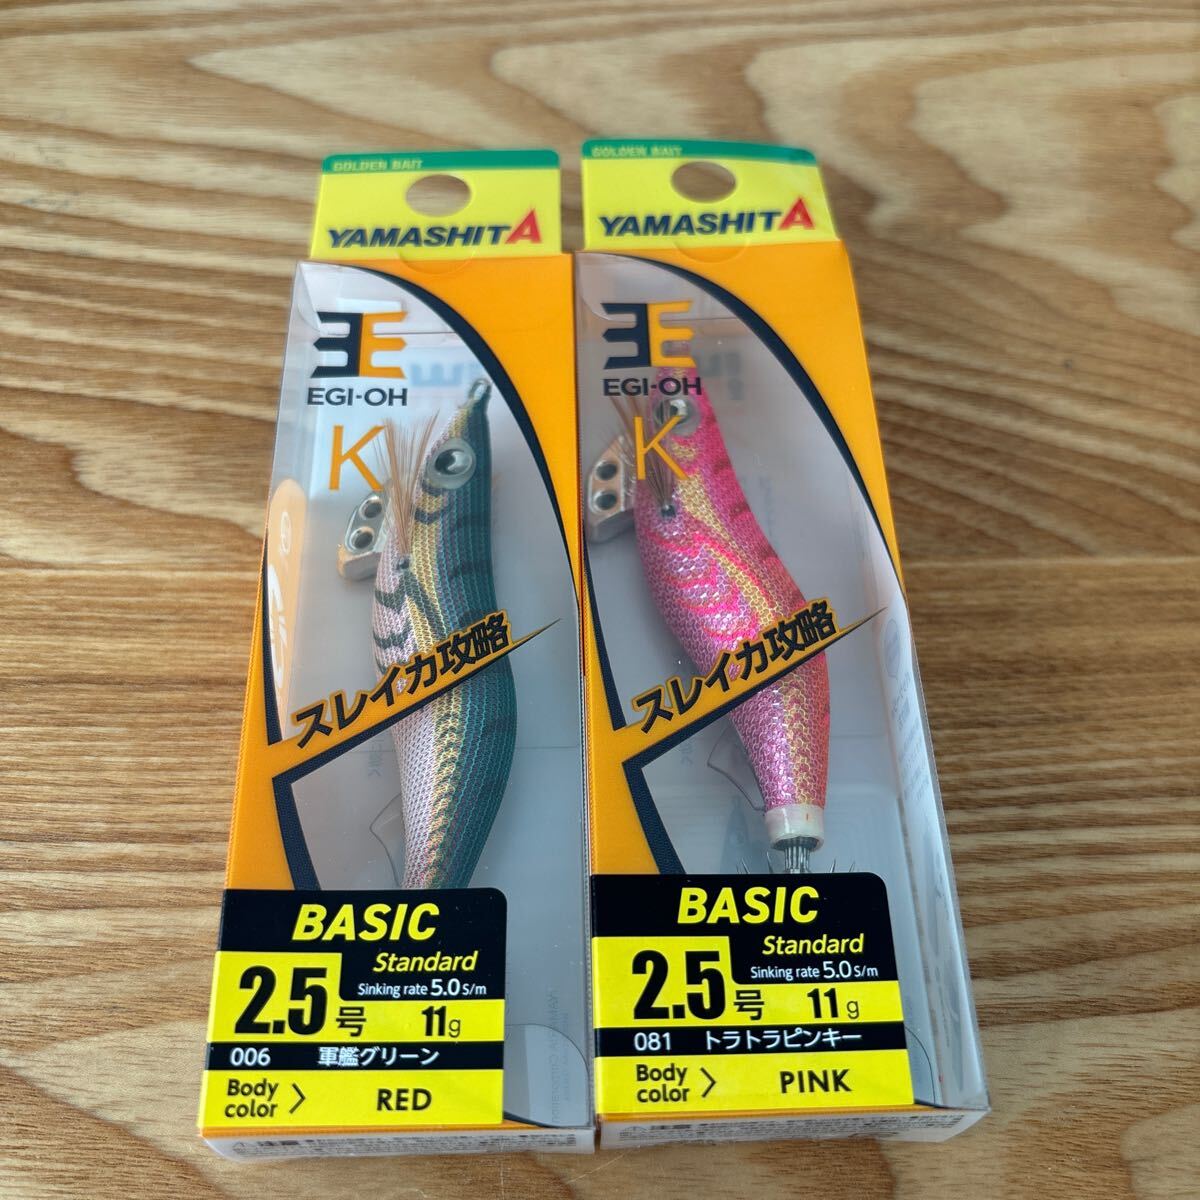 GOLDEN BAIT
YAMASHITA
EGI-OH
K
スレイカ攻略
BASIC
Standard
Sinking rate 5.0 S/m
2.5号
11g
006 軍艦グリーン
Body color > RED
GOLDEN BAIT
YAMASHITA
EGI-OH
K
スレイカ攻略
BASIC
Standard
Sinking rate 5.0 S/m
2.5号
11g
081 トラトラピンキー
Body color > PINK